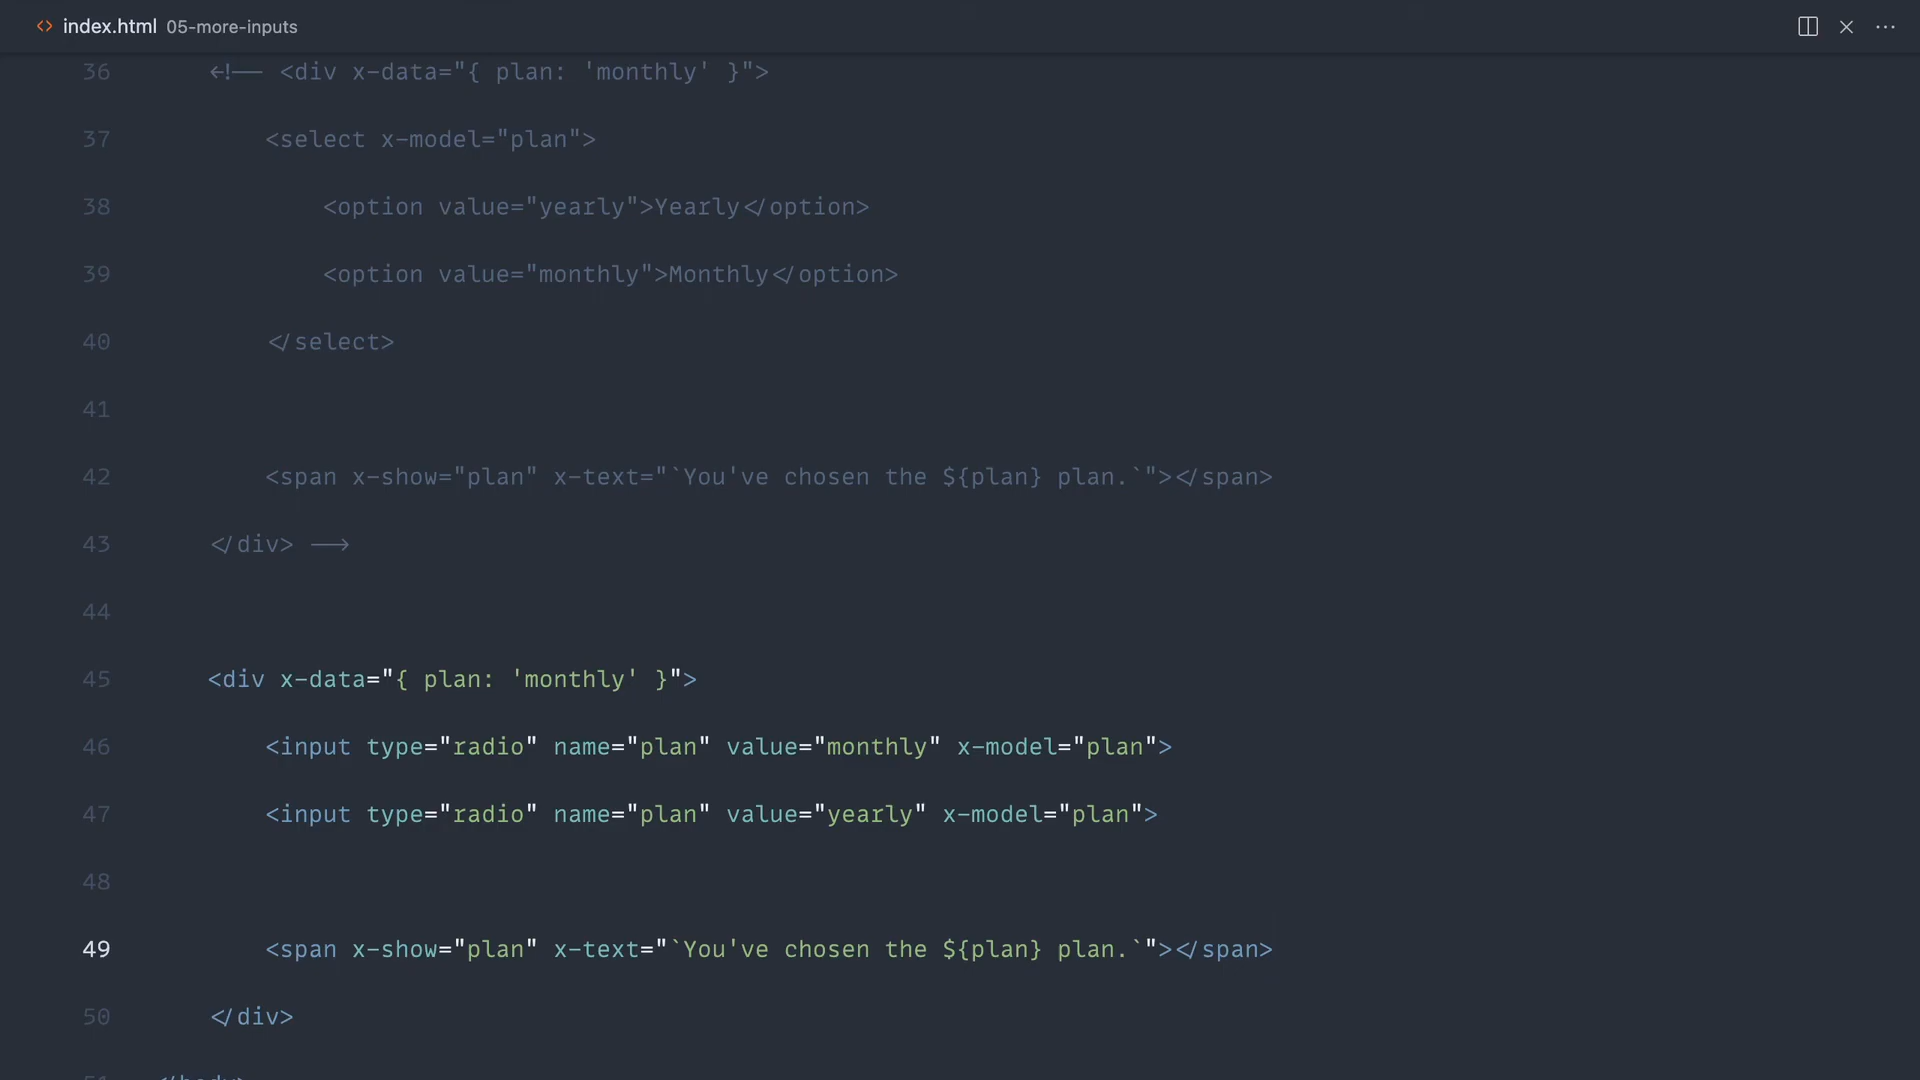 <> index.html 05-more-inputs
36 <!-- <div x-data="{ plan: 'monthly' }">
37 <select x-model="plan">
38 <option value="yearly">Yearly</option>
39 <option value="monthly">Monthly</option>
40 </select>
41
42 <span x-show="plan" x-text="`You've chosen the ${plan} plan.`"></span>
43 </div> -->
44
45 <div x-data="{ plan: 'monthly' }">
46 <input type="radio" name="plan" value="monthly" x-model="plan">
47 <input type="radio" name="plan" value="yearly" x-model="plan">
48
49 <span x-show="plan" x-text="`You've chosen the ${plan} plan.`"></span>
50 </div>
51 </body>